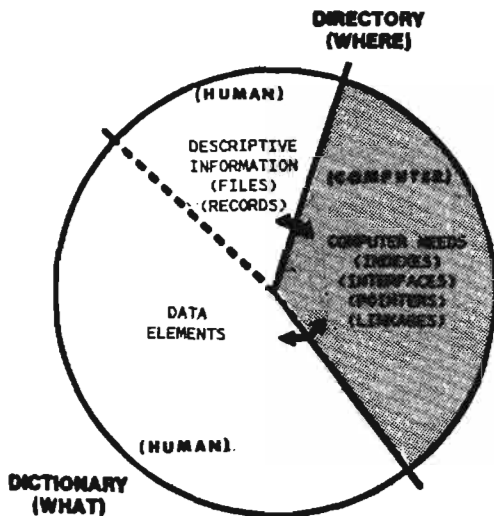 DIRECTORY
(WHERE)
(HUMAN)
DESCRIPTIVE
INFORMATION
(FILES)
(RECORDS)
(COMPUTER)
COMPUTER NEEDS
(INDEXES)
(INTERFACES)
(POINTERS)
(LINKAGES)
DATA
ELEMENTS
(HUMAN).
DICTIONARY
(WHAT)